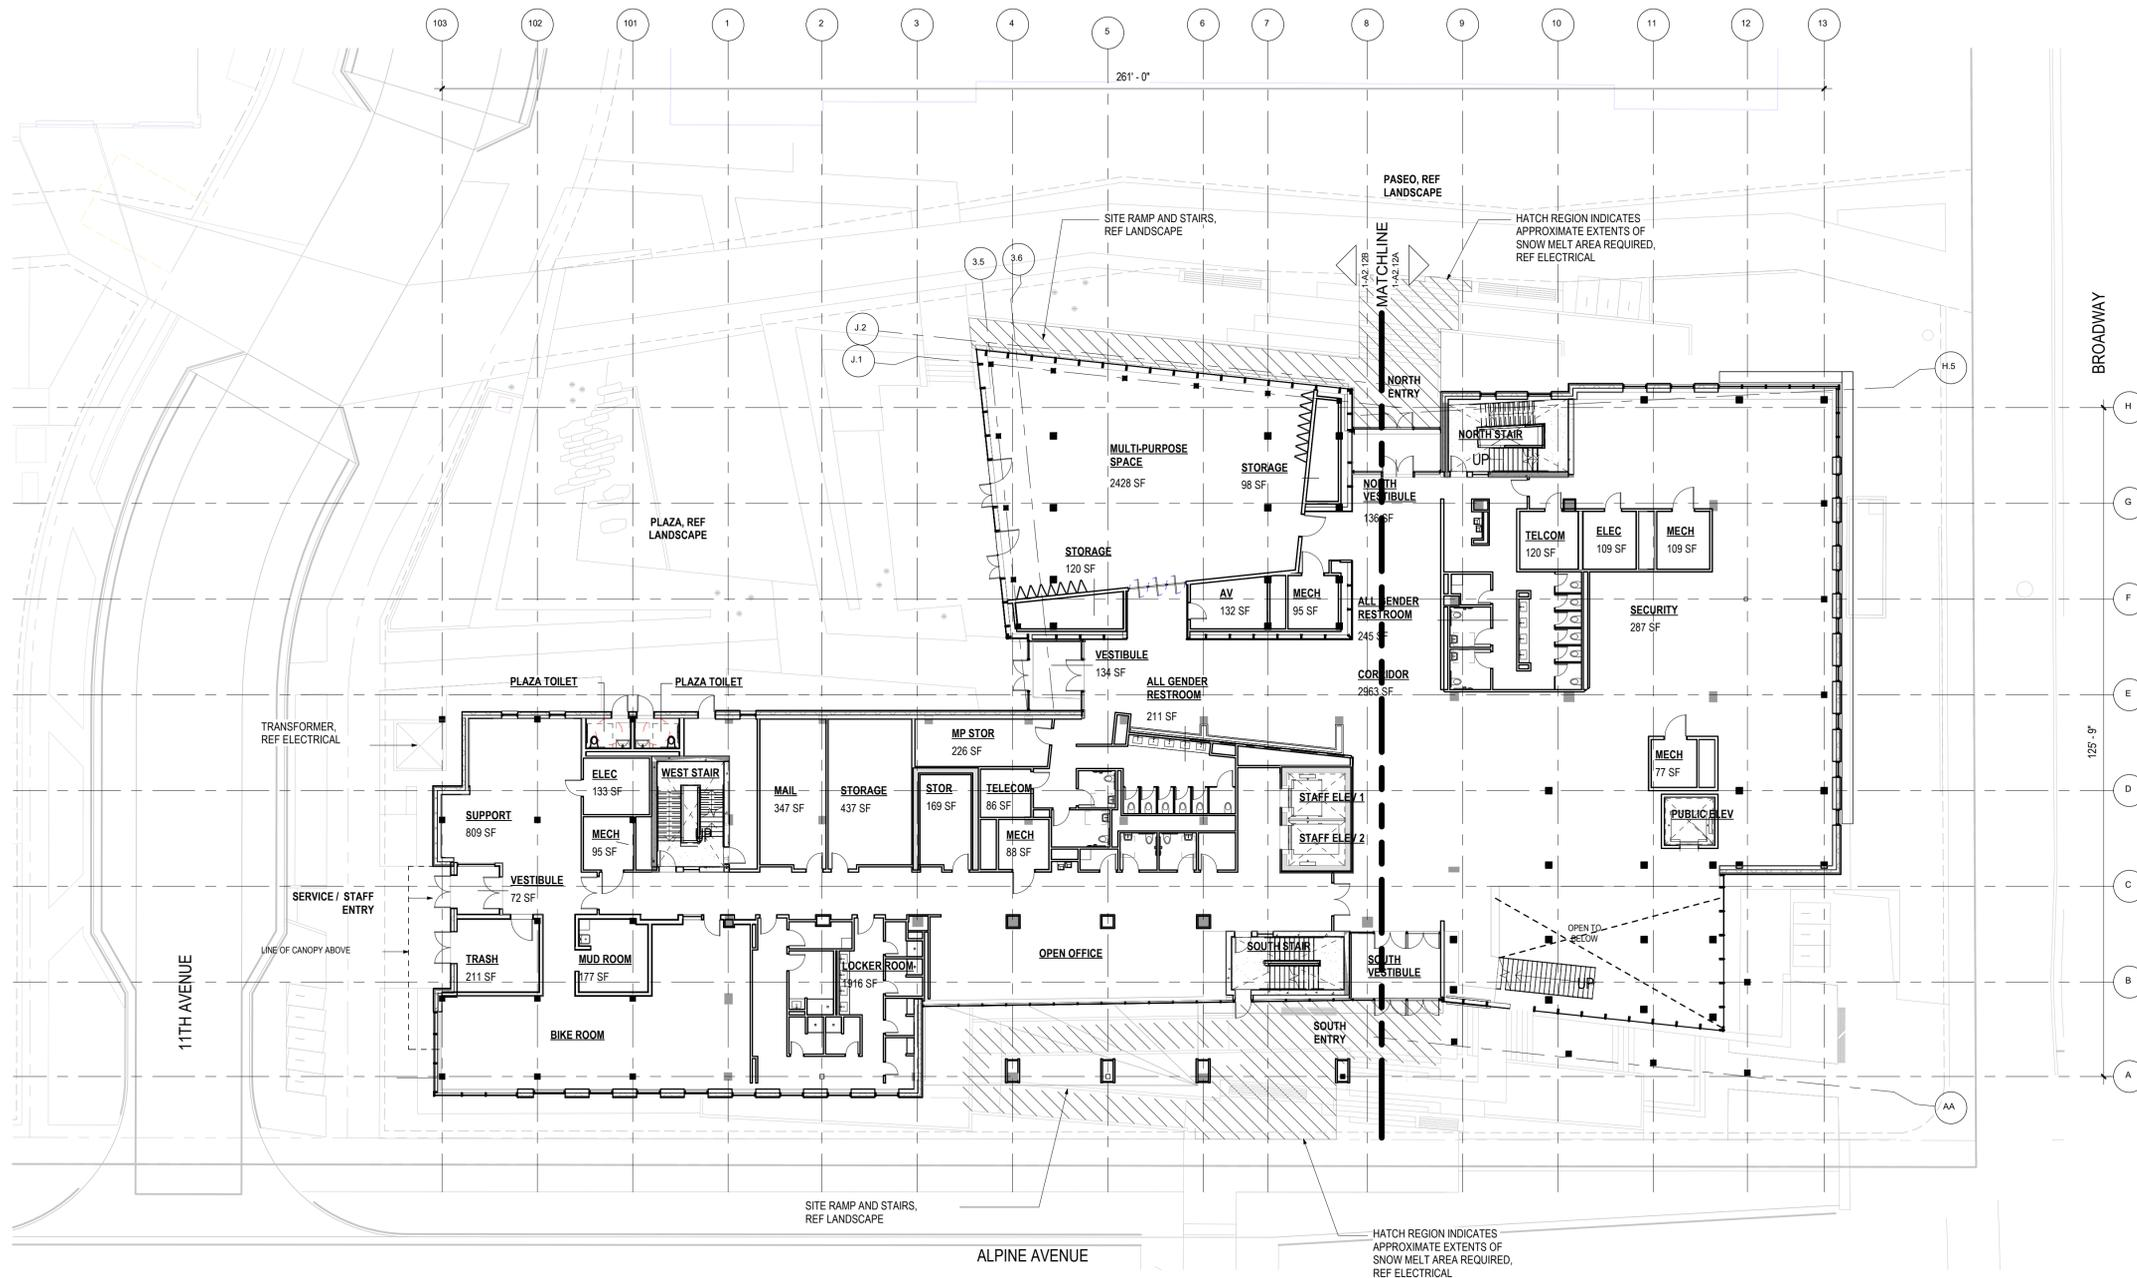 103
102
101
1
2
3
4
5
6
7
8
9
10
11
12
13
261' - 0"
PASEO, REF
LANDSCAPE
SITE RAMP AND STAIRS,
REF LANDSCAPE
HATCH REGION INDICATES
APPROXIMATE EXTENTS OF
SNOW MELT AREA REQUIRED,
REF ELECTRICAL
3.5
3.6
1-A2.12B
MATCHLINE
1-A2.12A
J.2
J.1
BROADWAY
H.5
NORTH
ENTRY
H
NORTH STAIR
UP
MULTI-PURPOSE
SPACE
2428 SF
STORAGE
98 SF
NORTH
VESTIBULE
136 SF
G
PLAZA, REF
LANDSCAPE
TELCOM
120 SF
ELEC
109 SF
MECH
109 SF
STORAGE
120 SF
AV
132 SF
MECH
95 SF
ALL GENDER
RESTROOM
245 SF
SECURITY
287 SF
F
VESTIBULE
134 SF
CORRIDOR
2963 SF
PLAZA TOILET
PLAZA TOILET
ALL GENDER
RESTROOM
211 SF
E
TRANSFORMER,
REF ELECTRICAL
MP STOR
226 SF
MECH
77 SF
125' - 9"
ELEC
133 SF
WEST STAIR
UP
MAIL
347 SF
STORAGE
437 SF
STOR
169 SF
TELECOM
86 SF
STAFF ELEV 1
STAFF ELEV 2
D
SUPPORT
809 SF
MECH
95 SF
MECH
88 SF
PUBLIC ELEV
SERVICE / STAFF
ENTRY
VESTIBULE
72 SF
C
LINE OF CANOPY ABOVE
TRASH
211 SF
MUD ROOM
177 SF
LOCKER ROOM
1916 SF
OPEN OFFICE
SOUTH STAIR
SOUTH
VESTIBULE
OPEN TO
BELOW
UP
B
11TH AVENUE
BIKE ROOM
SOUTH
ENTRY
A
AA
SITE RAMP AND STAIRS,
REF LANDSCAPE
HATCH REGION INDICATES
APPROXIMATE EXTENTS OF
SNOW MELT AREA REQUIRED,
REF ELECTRICAL
ALPINE AVENUE